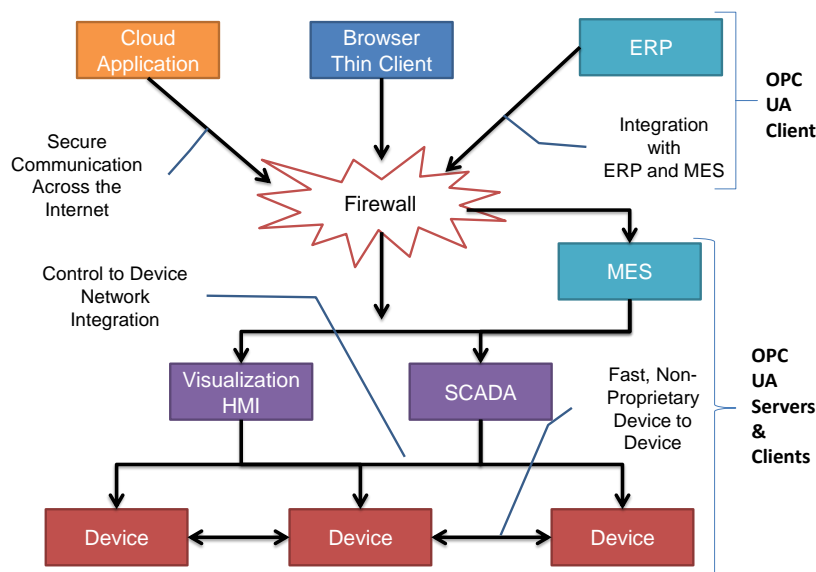 Cloud
Application
Browser
Thin Client
ERP
OPC
UA
Client
Secure
Communication
Across the
Internet
Integration
with
ERP and MES
Firewall
Control to Device
Network
Integration
MES
Visualization
HMI
SCADA
Fast, Non-
Proprietary
Device to
Device
OPC
UA
Servers
&
Clients
Device
Device
Device